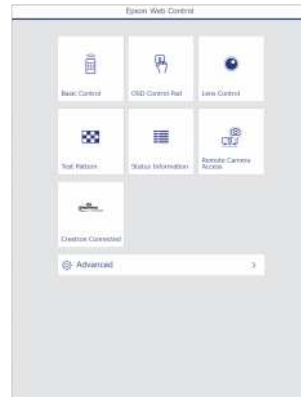 Epson Web Control
Basic Control
OSD Control Pad
Lens Control
Test Pattern
Status Information
Remote Camera
Access
Crestron Connected
Advanced